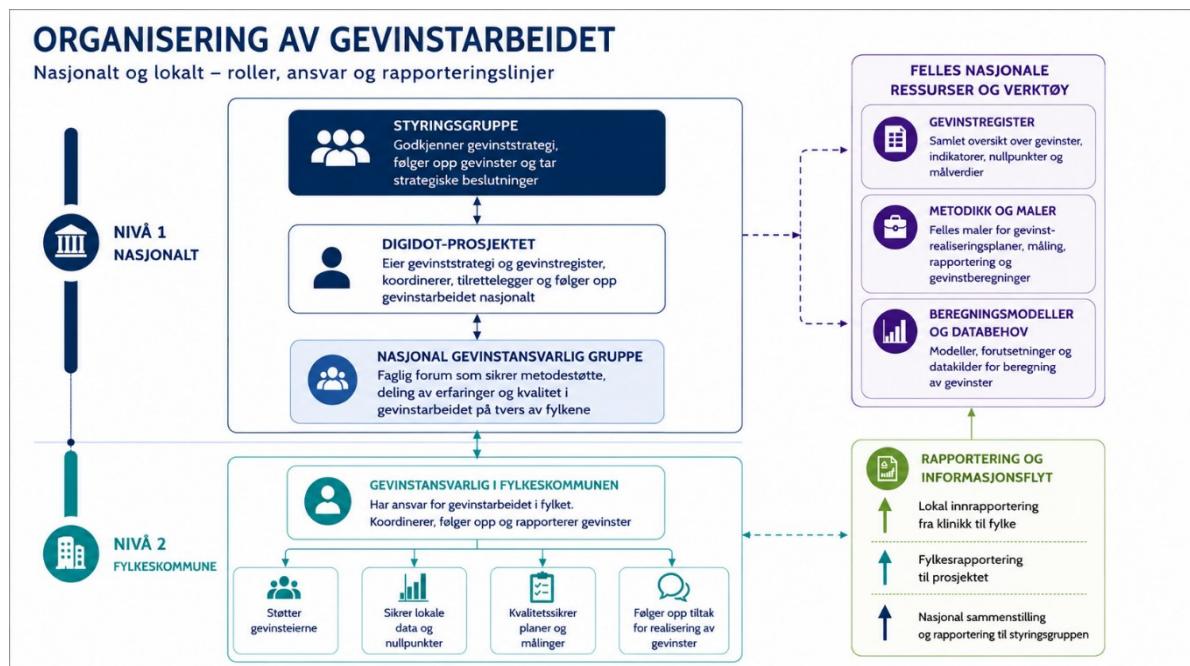 ORGANISERING AV GEVINSTARBEIDET
Nasjonalt og lokalt – roller, ansvar og rapporteringslinjer
NIVÅ 1
NASJONALT
STYRINGSGRUPPE
Godkjenner gevinststrategi,
følger opp gevinster og tar
strategiske beslutninger
DIGIDOT-PROSJEKTET
Eier gevinststrategi og gevinstregister,
koordinerer, tilrettelegger og følger opp
gevinstarbeidet nasjonalt
NASJONAL GEVINSTANSVARLIG GRUPPE
Faglig forum som sikrer metodestøtte,
deling av erfaringer og kvalitet i
gevinstarbeidet på tvers av fylkene
FELLES NASJONALE
RESSURSER OG VERKTØY
GEVINSTREGISTER
Samlet oversikt over gevinster,
indikatorer, nullpunkter og
målverdier
METODIKK OG MALER
Felles maler for gevinst-
realiseringsplaner, måling,
rapportering og
gevinstberegninger
BEREGNINGSMODELLER
OG DATABEHOV
Modeller, forutsetninger og
datakilder for beregning
av gevinster
NIVÅ 2
FYLKESKOMMUNE
GEVINSTANSVARLIG I FYLKESKOMMUNEN
Har ansvar for gevinstarbeidet i fylket.
Koordinerer, følger opp og rapporterer gevinster
Støtter
gevinsteierne
Sikrer lokale
data og
nullpunkter
Kvalitetssikrer
planer og
målinger
Følger opp tiltak
for realisering av
gevinster
RAPPORTERING OG
INFORMASJONSFLYT
Lokal innrapportering
fra klinikk til fylke
Fylkesrapportering
til prosjektet
Nasjonal sammenstilling
og rapportering til styringsgruppen